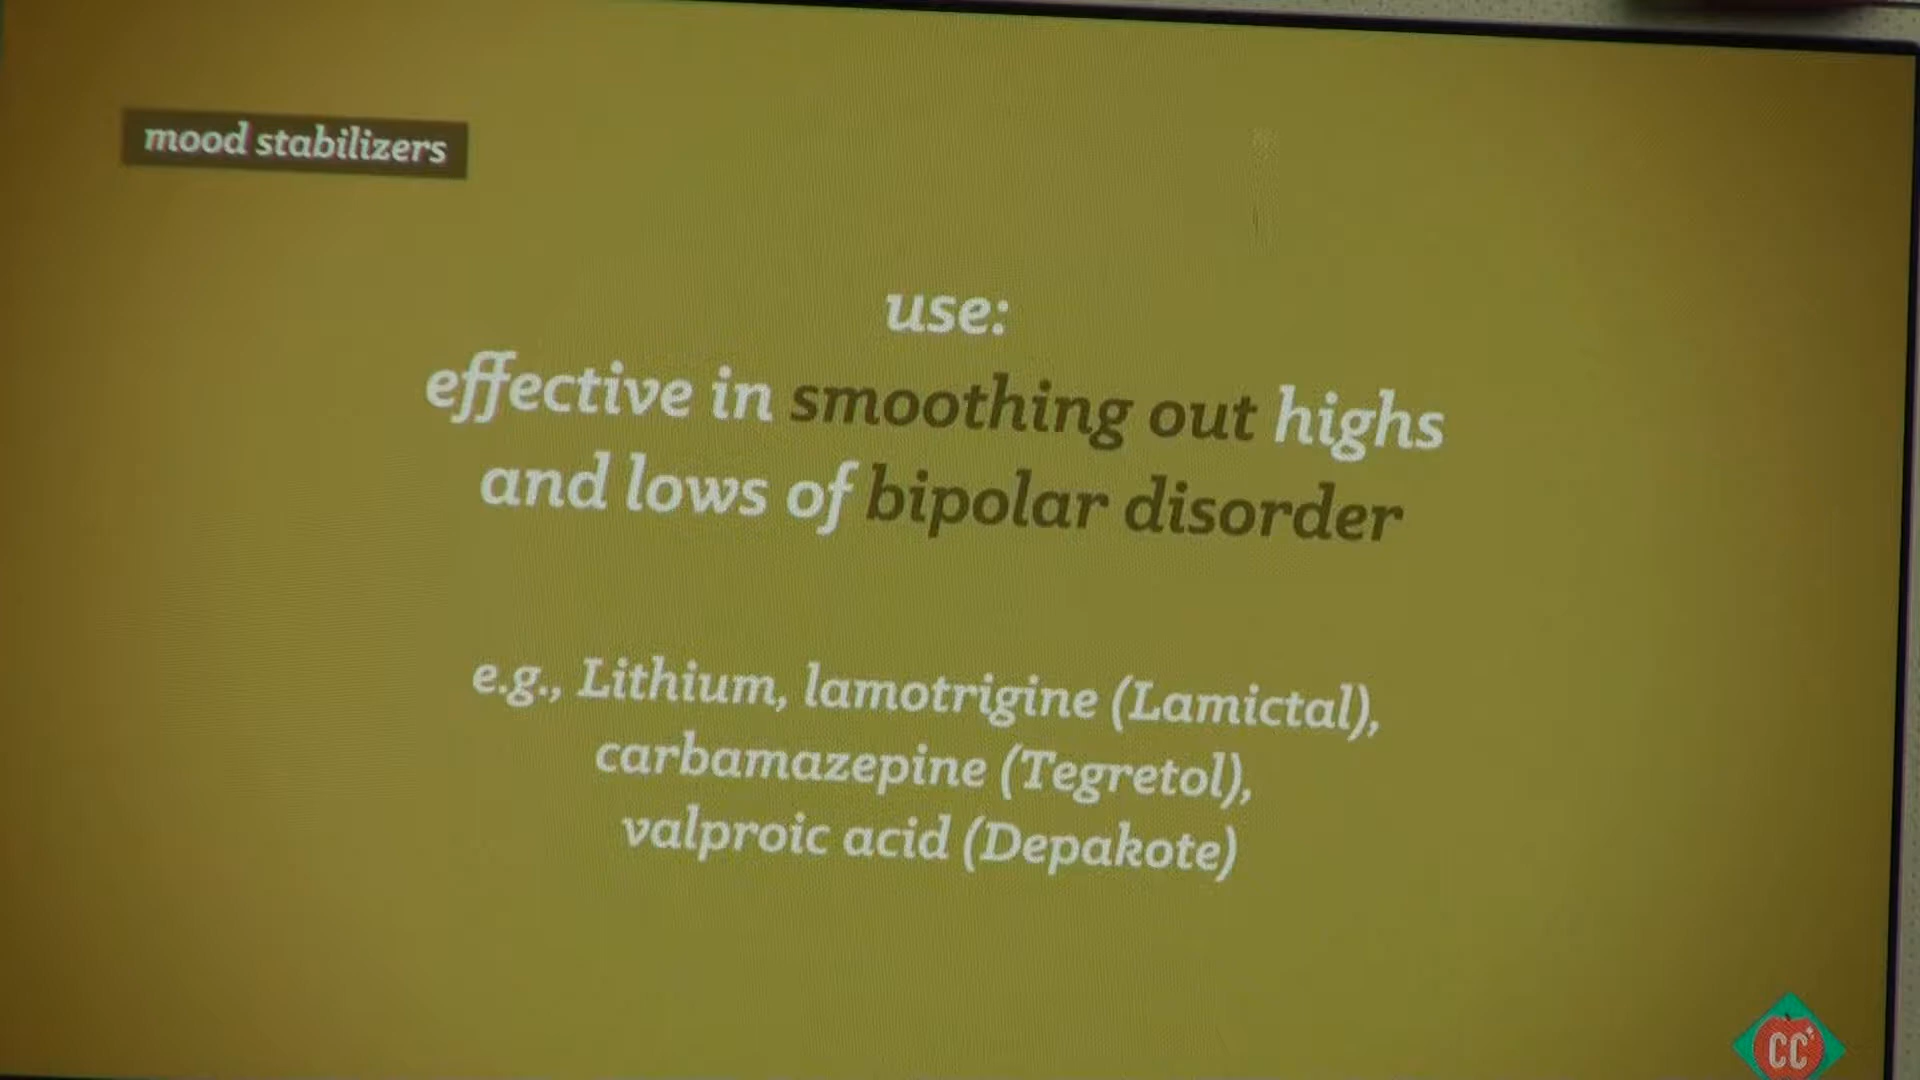 mood stabilizers
use:
effective in smoothing out highs
and lows of bipolar disorder
e.g., Lithium, lamotrigine (Lamictal),
carbamazepine (Tegretol),
valproic acid (Depakote)
CC